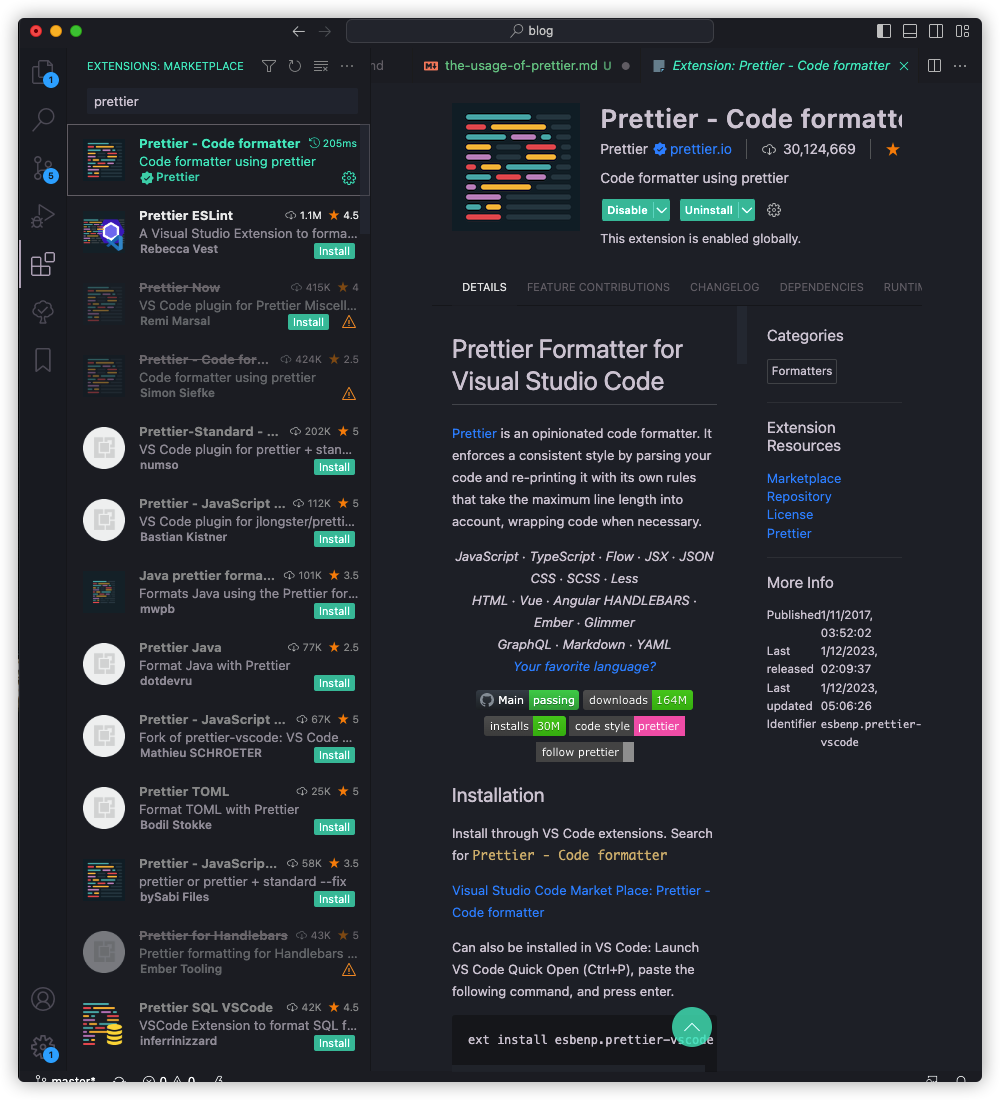 blog
1
5
1
EXTENSIONS: MARKETPLACE
prettier
Prettier - Code formatter 205ms
Code formatter using prettier
Prettier
Prettier ESLint 1.1M 4.5
A Visual Studio Extension to forma...
Rebecca Vest Install
Prettier Now 415K 4
VS Code plugin for Prettier Miscell...
Remi Marsal Install
Prettier - Code for... 424K 2.5
Code formatter using prettier
Simon Siefke
Prettier-Standard - ... 202K 5
VS Code plugin for prettier + stan...
numso Install
Prettier - JavaScript ... 112K 5
VS Code plugin for jlongster/pretti...
Bastian Kistner Install
Java prettier forma... 101K 3.5
Formats Java using the Prettier for...
mwpb Install
Prettier Java 77K 2.5
Format Java with Prettier
dotdevru Install
Prettier - JavaScript ... 67K 5
Fork of prettier-vscode: VS Code ...
Mathieu SCHROETER Install
Prettier TOML 25K 5
Format TOML with Prettier
Bodil Stokke Install
Prettier - JavaScrip... 58K 3.5
prettier or prettier + standard --fix
bySabi Files Install
Prettier for Handlebars 43K 5
Prettier formatting for Handlebars ...
Ember Tooling
Prettier SQL VSCode 42K 4.5
VSCode Extension to format SQL f...
inferrinizzard Install
the-usage-of-prettier.md U
Extension: Prettier - Code formatter
Prettier - Code formatte
Prettier prettier.io 30,124,669
Code formatter using prettier
Disable Uninstall
This extension is enabled globally.
DETAILS FEATURE CONTRIBUTIONS CHANGELOG DEPENDENCIES RUNTIM
Prettier Formatter for
Visual Studio Code
Prettier is an opinionated code formatter. It
enforces a consistent style by parsing your
code and re-printing it with its own rules
that take the maximum line length into
account, wrapping code when necessary.
JavaScript · TypeScript · Flow · JSX · JSON
CSS · SCSS · Less
HTML · Vue · Angular HANDLEBARS ·
Ember · Glimmer
GraphQL · Markdown · YAML
Your favorite language?
Main passing downloads 164M
installs 30M code style prettier
follow prettier
Installation
Install through VS Code extensions. Search
for Prettier - Code formatter
Visual Studio Code Market Place: Prettier -
Code formatter
Can also be installed in VS Code: Launch
VS Code Quick Open (Ctrl+P), paste the
following command, and press enter.
ext install esbenp.prettier-vscode
Categories
Formatters
Extension
Resources
Marketplace
Repository
License
Prettier
More Info
Published 1/11/2017,
03:52:02
Last 1/12/2023,
released 02:09:37
Last 1/12/2023,
updated 05:06:26
Identifier esbenp.prettier-
vscode
master* 0 0